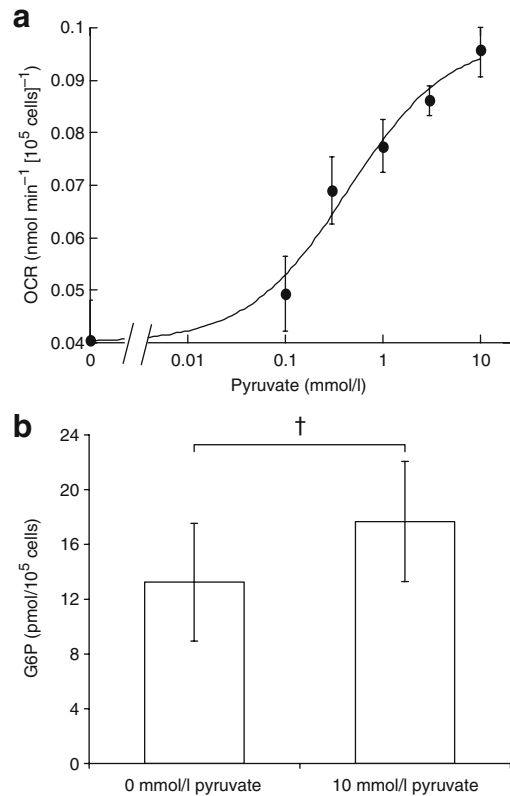 a
0.1
0.09
0.08
0.07
0.06
0.05
0.04
OCR (nmol min⁻¹ [10⁵ cells]⁻¹)
0
0.01
0.1
1
10
Pyruvate (mmol/l)
b
†
24
20
16
12
8
4
0
G6P (pmol/10⁵ cells)
0 mmol/l pyruvate
10 mmol/l pyruvate